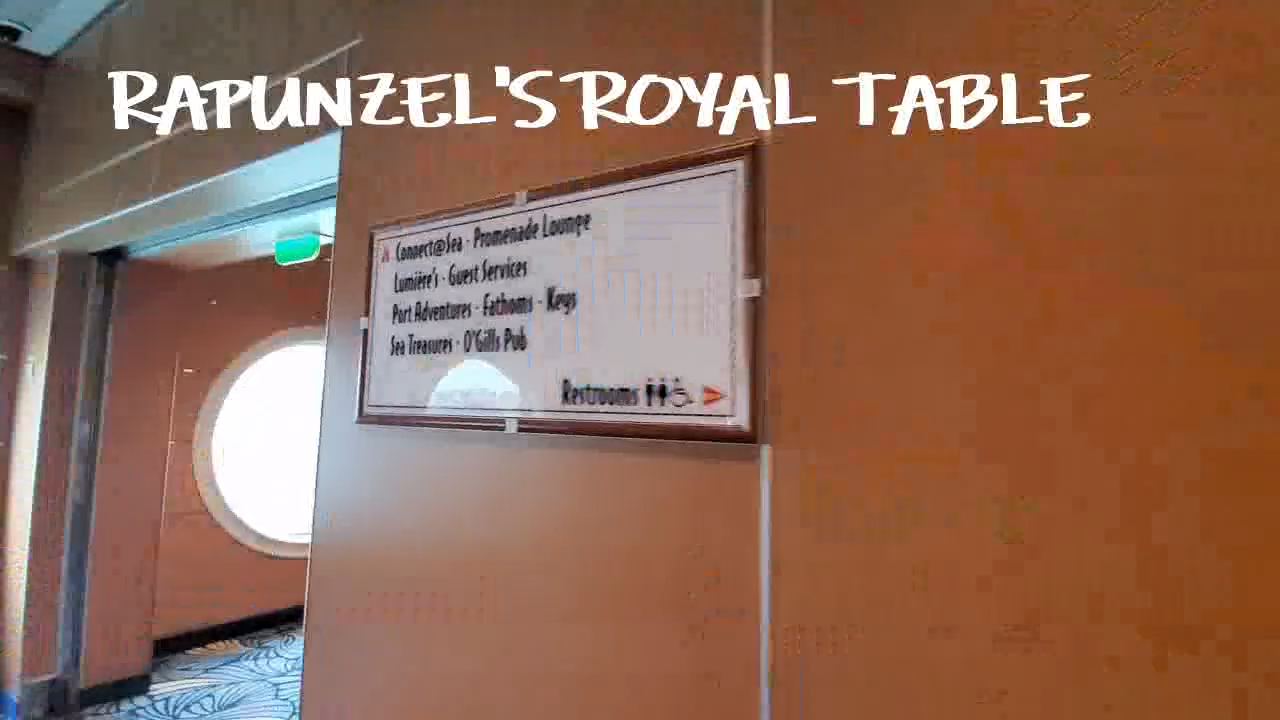 RAPUNZEL'S ROYAL TABLE
Connect@Sea - Promenade Lounge
Lumière's - Guest Services
Port Adventures - Fathoms - Keys
Sea Treasures - O'Gills Pub
Restrooms